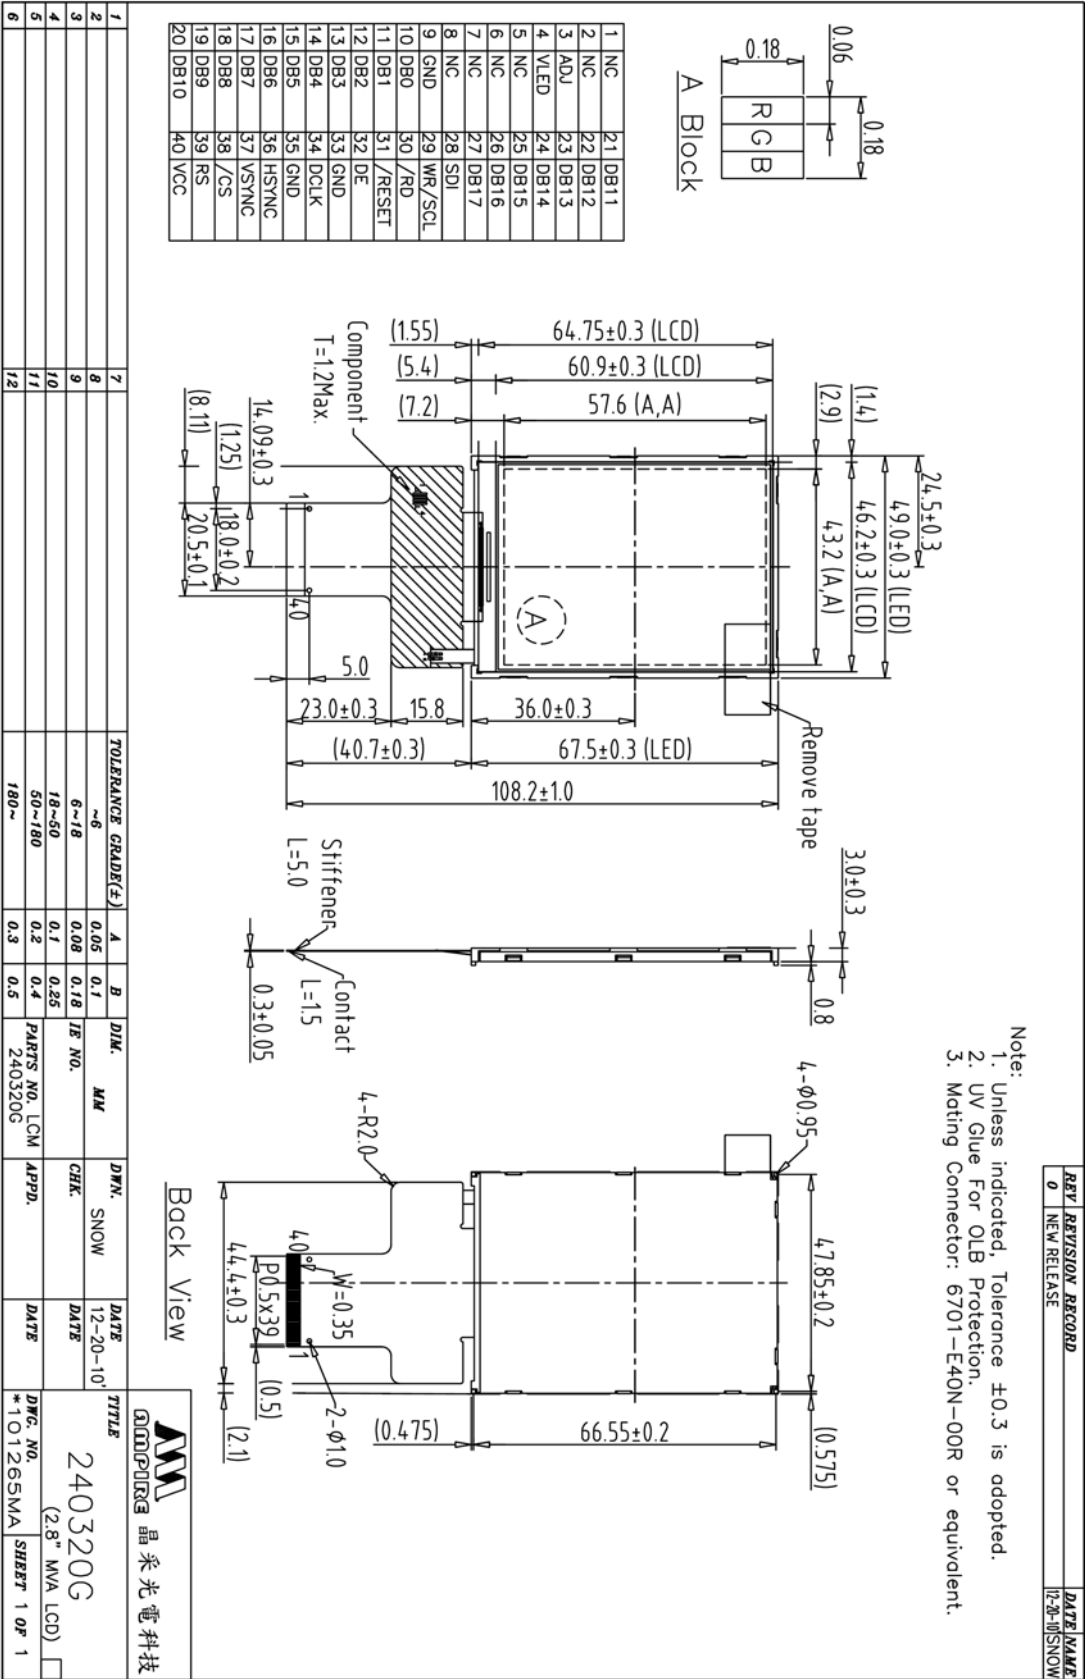 REV REVISION RECORD DATE NAME
0 NEW RELEASE 12-20-10' SNOW
Note:
1. Unless indicated, Tolerance ±0.3 is adopted.
2. UV Glue For OLB Protection.
3. Mating Connector: 6701-E40N-00R or equivalent.
0.06
0.18
0.18
R G B
A Block
1 NC 21 DB11
2 NC 22 DB12
3 ADJ 23 DB13
4 VLED 24 DB14
5 NC 25 DB15
6 NC 26 DB16
7 NC 27 DB17
8 NC 28 SDI
9 GND 29 WR/SCL
10 DB0 30 /RD
11 DB1 31 /RESET
12 DB2 32 DE
13 DB3 33 GND
14 DB4 34 DCLK
15 DB5 35 GND
16 DB6 36 HSYNC
17 DB7 37 VSYNC
18 DB8 38 /CS
19 DB9 39 RS
20 DB10 40 VCC
24.5±0.3
49.0±0.3 (LED)
(1.4)
46.2±0.3 (LCD)
(2.9)
43.2 (A,A)
64.75±0.3 (LCD)
(1.55)
60.9±0.3 (LCD)
(5.4)
57.6 (A,A)
(7.2)
A
Remove tape
36.0±0.3
67.5±0.3 (LED)
108.2±1.0
15.8
23.0±0.3
(40.7±0.3)
5.0
Component
T=1.2Max.
1
40
14.09±0.3
(1.25)
18.0±0.2
(8.11)
20.5±0.1
3.0±0.3
0.8
Stiffener
L=5.0
Contact
L=1.5
0.3±0.05
4-Ø0.95
47.85±0.2
(0.575)
66.55±0.2
(0.475)
4-R2.0
40
1
W=0.35
2-Ø1.0
P0.5x39
(0.5)
44.4±0.3
(2.1)
Back View
1
2
3
4
5
6
7
8
9
10
11
12
TOLERANCE GRADE(±) A B
~6 0.05 0.1
6~18 0.08 0.18
18~50 0.1 0.25
50~180 0.2 0.4
180~ 0.3 0.5
DIM. MM
IE NO.
PARTS NO. LCM
240320G
DWN. SNOW
DATE 12-20-10'
CHK.
DATE
APPD.
DATE
AMPIRE 晶采光電科技
TITLE
240320G
(2.8" MVA LCD)
DWG. NO.
*101265MA
SHEET 1 OF 1